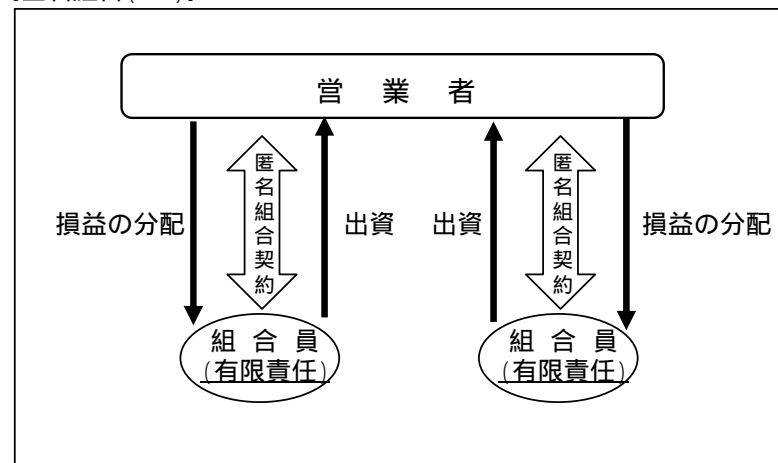 営業者
匿名組合契約
匿名組合契約
損益の分配
出資
出資
損益の分配
組合員
(有限責任)
組合員
(有限責任)